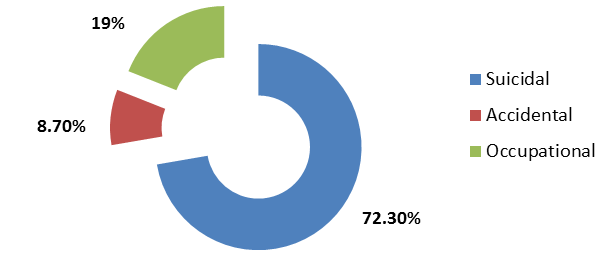 19%
8.70%
72.30%
Suicidal
Accidental
Occupational